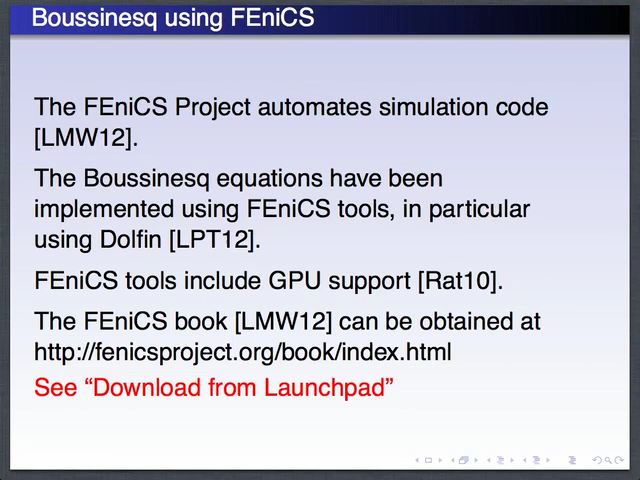 Boussinesq using FEniCS
The FEniCS Project automates simulation code
[LMW12].
The Boussinesq equations have been
implemented using FEniCS tools, in particular
using Dolfin [LPT12].
FEniCS tools include GPU support [Rat10].
The FEniCS book [LMW12] can be obtained at
http://fenicsproject.org/book/index.html
See “Download from Launchpad”